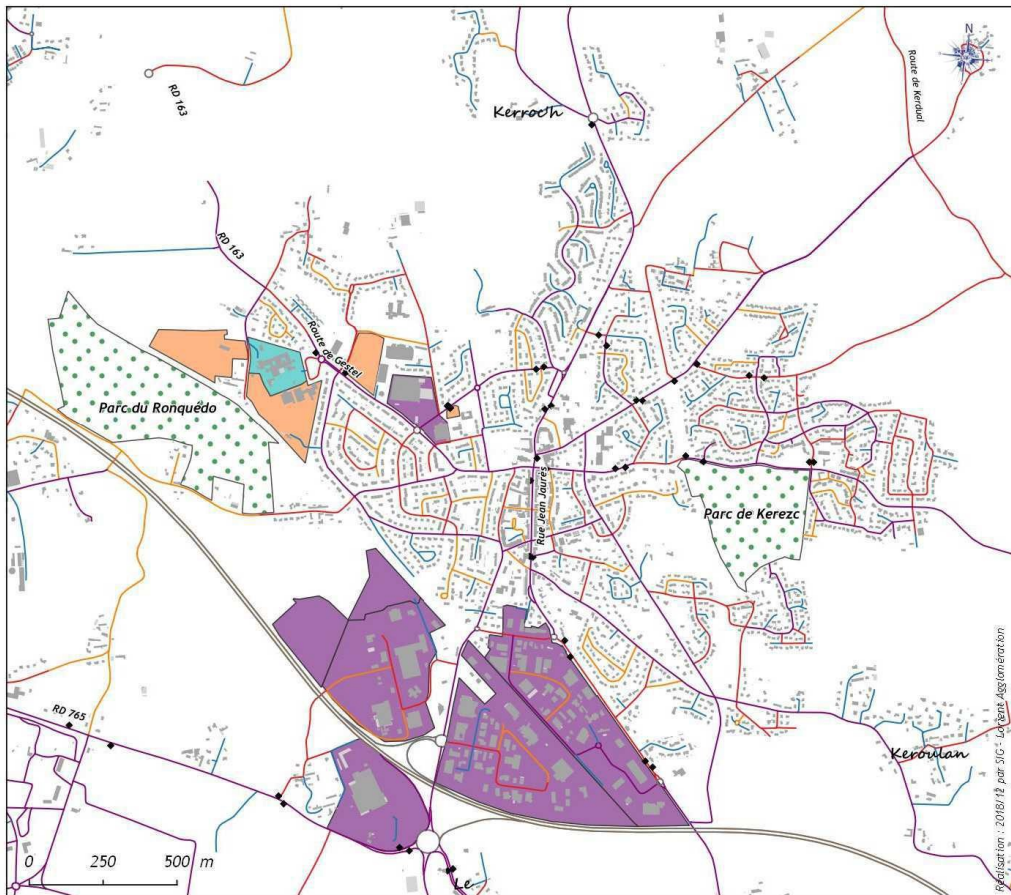 N
Route de Kerdual
RD 163
Kerroc'h
RD 163
Route de Gestel
Parc du Ronquédo
Rue Jean Jaurès
Parc de Kerezc
RD 765
Keroulan
0 250 500 m
Le
Réalisation : 2018/12 par SIG - Lorient Agglomération